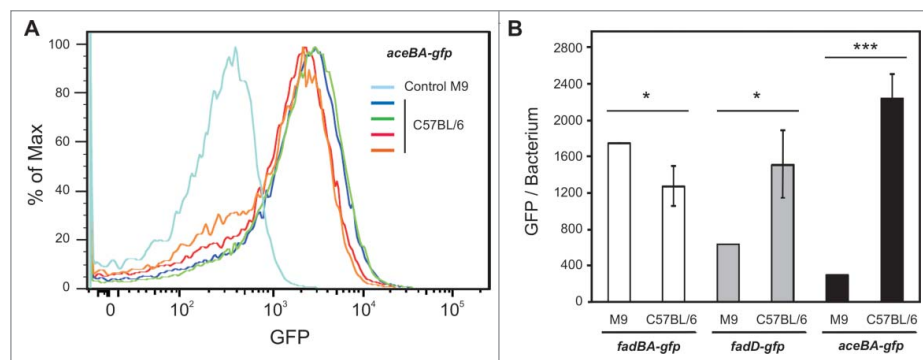 A
aceBA-gfp
Control M9
C57BL/6
% of Max
100
80
60
40
20
0
0 10² 10³ 10⁴ 10⁵
GFP
B
GFP / Bacterium
2800
2400
2000
1600
1200
800
400
0
* * ***
M9 C57BL/6 M9 C57BL/6 M9 C57BL/6
fadBA-gfp fadD-gfp aceBA-gfp